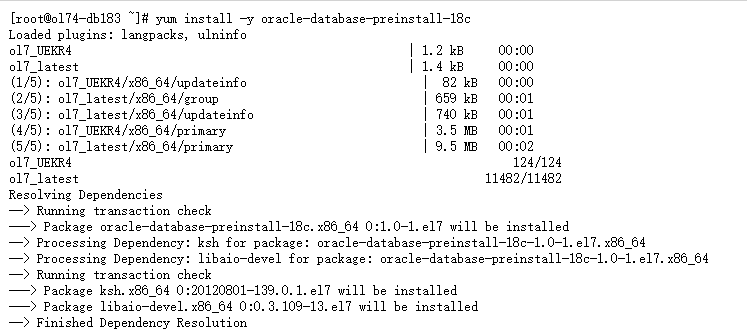 [root@ol74-db183 ~]# yum install -y oracle-database-preinstall-18c
Loaded plugins: langpacks, ulninfo
ol7_UEKR4 | 1.2 kB 00:00
ol7_latest | 1.4 kB 00:00
(1/5): ol7_UEKR4/x86_64/updateinfo | 82 kB 00:00
(2/5): ol7_latest/x86_64/group | 659 kB 00:01
(3/5): ol7_latest/x86_64/updateinfo | 740 kB 00:01
(4/5): ol7_UEKR4/x86_64/primary | 3.5 MB 00:01
(5/5): ol7_latest/x86_64/primary | 9.5 MB 00:02
ol7_UEKR4 124/124
ol7_latest 11482/11482
Resolving Dependencies
--> Running transaction check
---> Package oracle-database-preinstall-18c.x86_64 0:1.0-1.el7 will be installed
--> Processing Dependency: ksh for package: oracle-database-preinstall-18c-1.0-1.el7.x86_64
--> Processing Dependency: libaio-devel for package: oracle-database-preinstall-18c-1.0-1.el7.x86_64
--> Running transaction check
---> Package ksh.x86_64 0:20120801-139.0.1.el7 will be installed
---> Package libaio-devel.x86_64 0:0.3.109-13.el7 will be installed
--> Finished Dependency Resolution